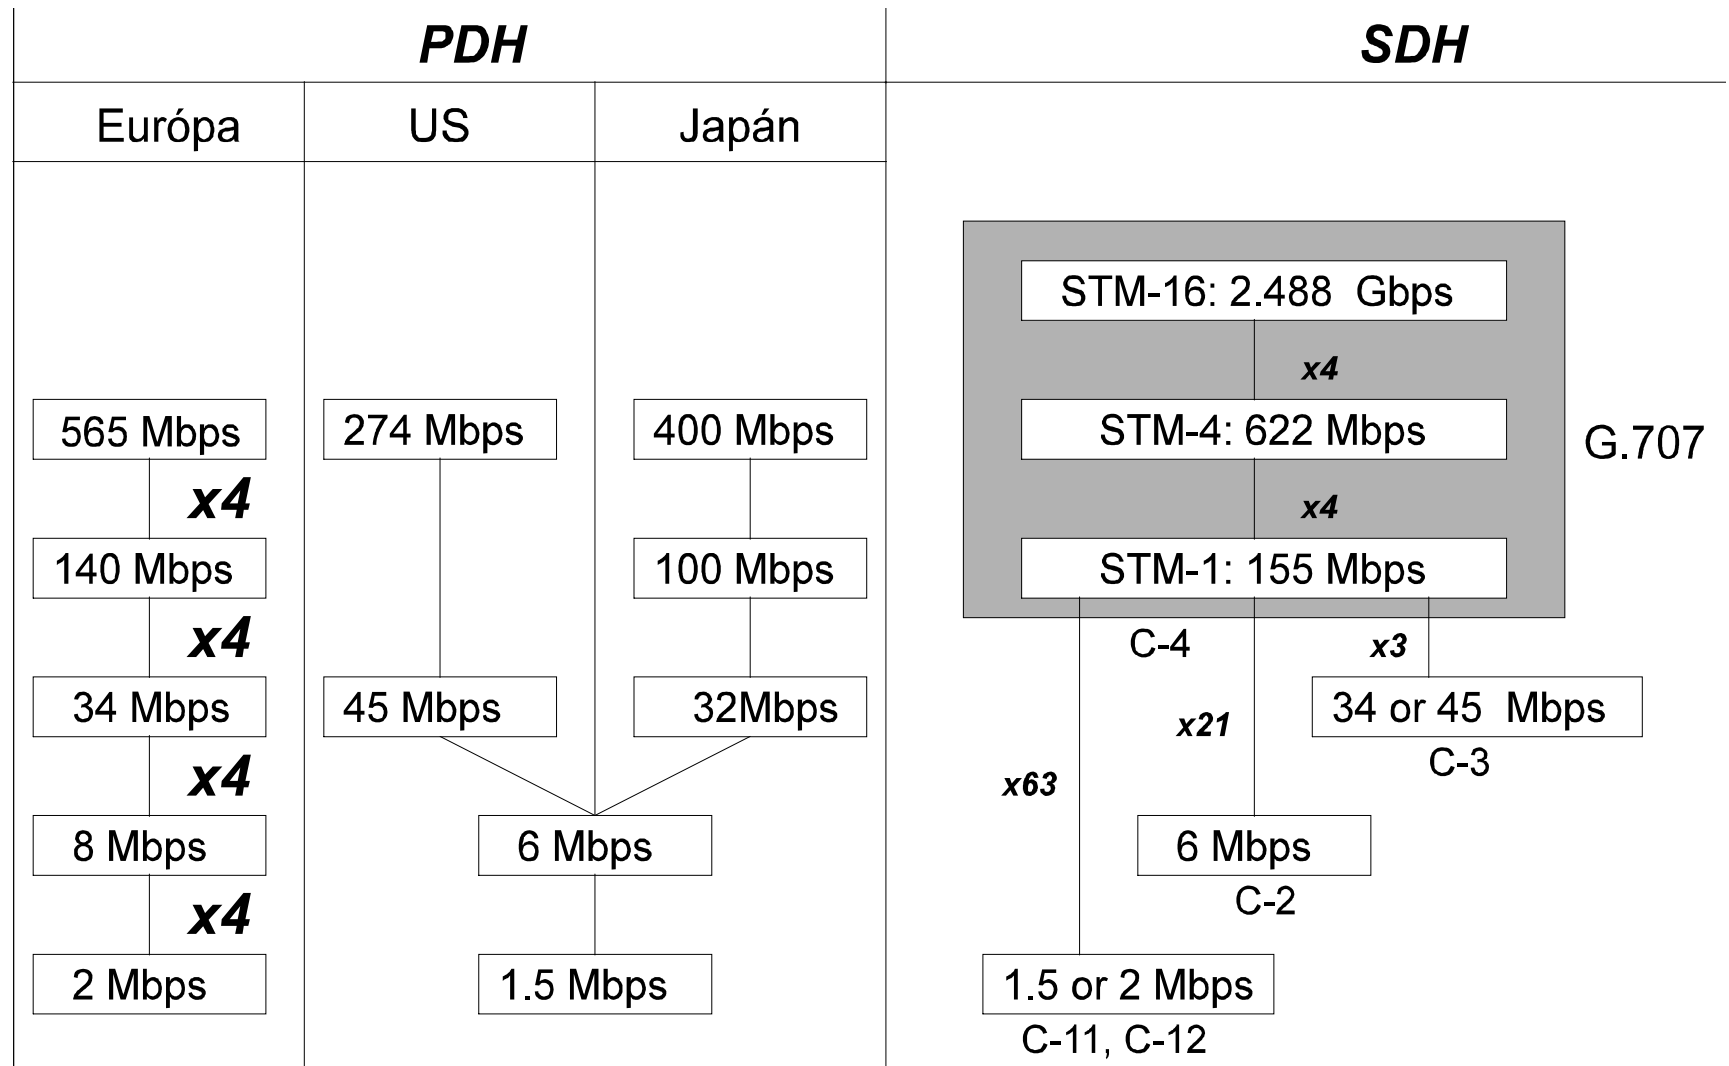 PDH
SDH
Európa
US
Japán
565 Mbps
x4
140 Mbps
x4
34 Mbps
x4
8 Mbps
x4
2 Mbps
274 Mbps
45 Mbps
400 Mbps
100 Mbps
32Mbps
6 Mbps
1.5 Mbps
STM-16: 2.488 Gbps
x4
STM-4: 622 Mbps
x4
STM-1: 155 Mbps
G.707
C-4
x3
34 or 45 Mbps
C-3
x21
6 Mbps
C-2
x63
1.5 or 2 Mbps
C-11, C-12